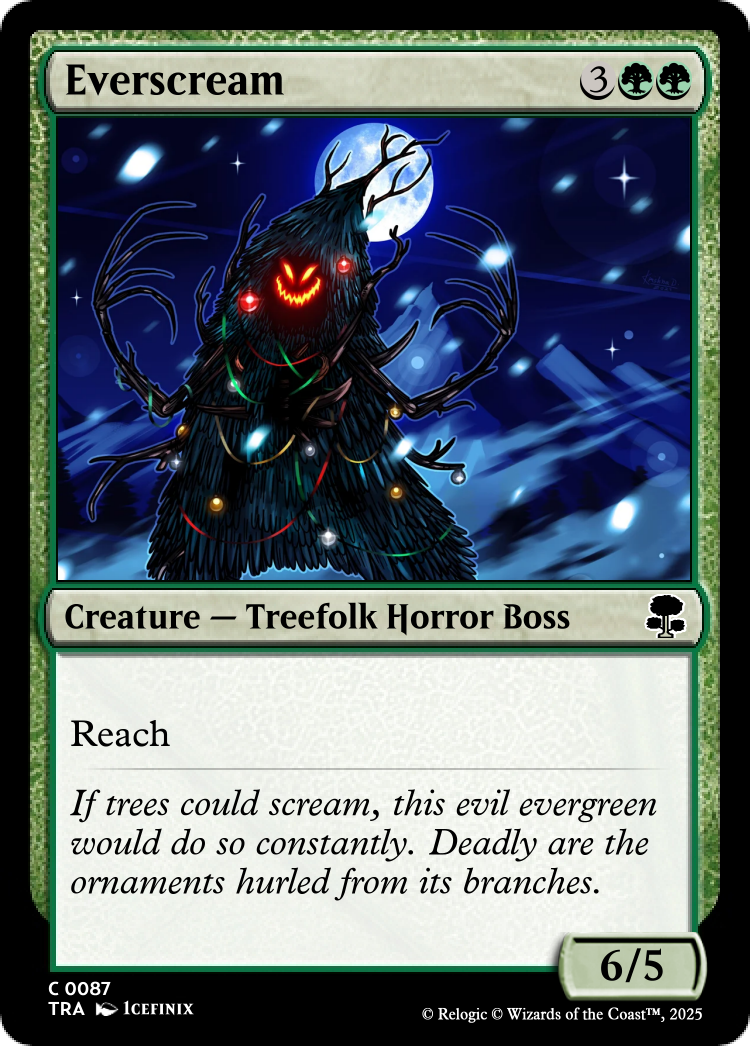 Everscream 3
Creature — Treefolk Horror Boss
Reach
If trees could scream, this evil evergreen
would do so constantly. Deadly are the
ornaments hurled from its branches.
6/5
C 0087
TRA ICEFINIX
© Relogic © Wizards of the Coast™, 2025